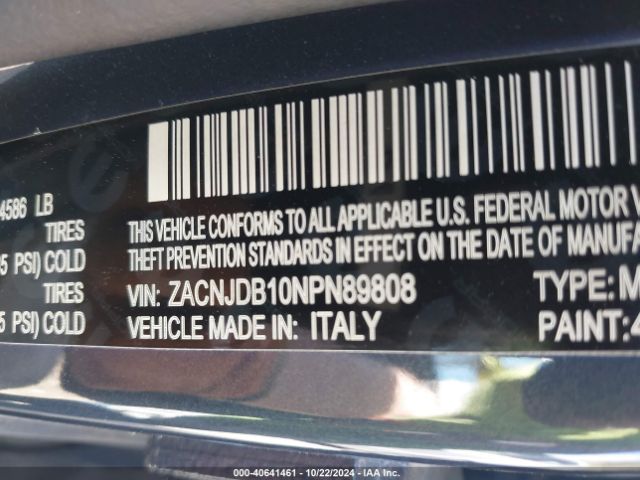 4586 LB
TIRES
5 PSI) COLD
TIRES
5 PSI) COLD
THIS VEHICLE CONFORMS TO ALL APPLICABLE U.S. FEDERAL MOTOR V
THEFT PREVENTION STANDARDS IN EFFECT ON THE DATE OF MANUFA
VIN: ZACNJDB10NPN89808 TYPE: M
VEHICLE MADE IN: ITALY PAINT: 4
000-40641461 - 10/22/2024 - IAA Inc.